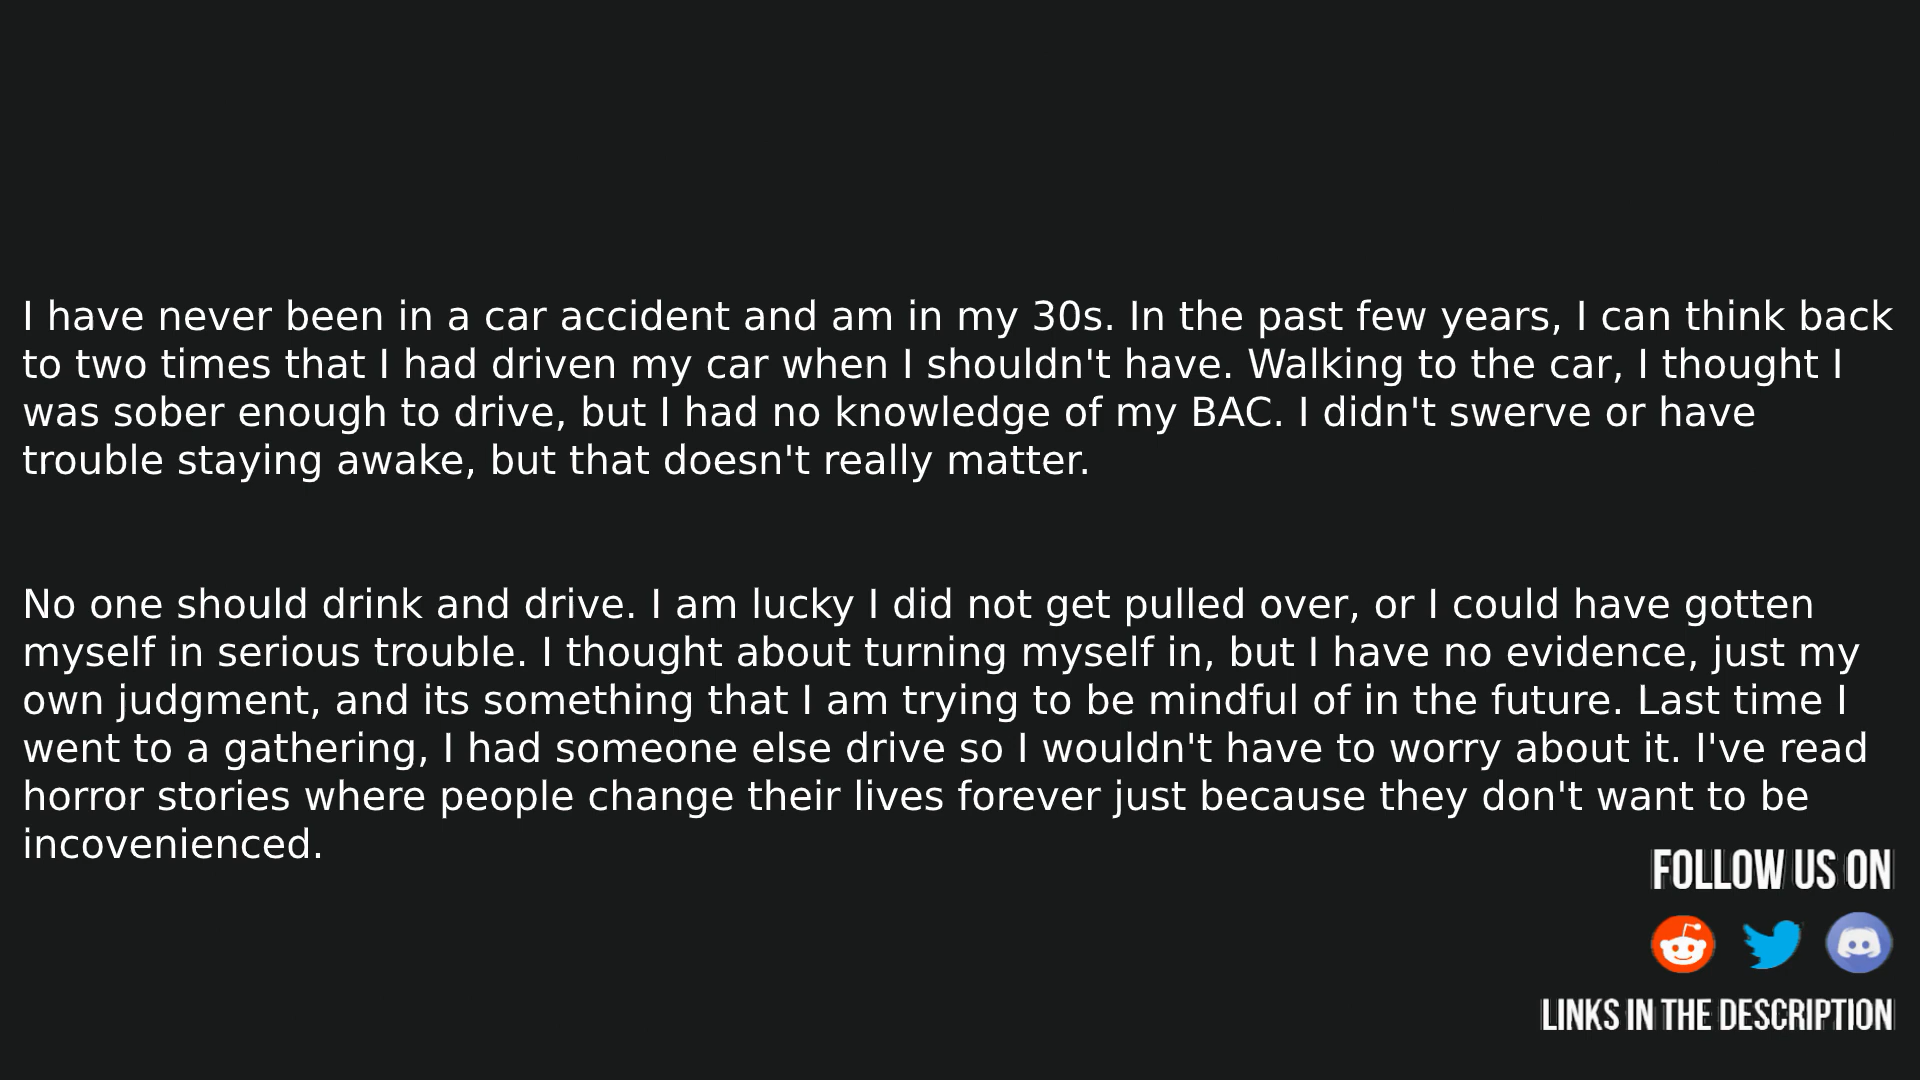 I have never been in a car accident and am in my 30s. In the past few years, I can think back
to two times that I had driven my car when I shouldn't have. Walking to the car, I thought I
was sober enough to drive, but I had no knowledge of my BAC. I didn't swerve or have
trouble staying awake, but that doesn't really matter.
No one should drink and drive. I am lucky I did not get pulled over, or I could have gotten
myself in serious trouble. I thought about turning myself in, but I have no evidence, just my
own judgment, and its something that I am trying to be mindful of in the future. Last time I
went to a gathering, I had someone else drive so I wouldn't have to worry about it. I've read
horror stories where people change their lives forever just because they don't want to be
incovenienced.
FOLLOW US ON
LINKS IN THE DESCRIPTION